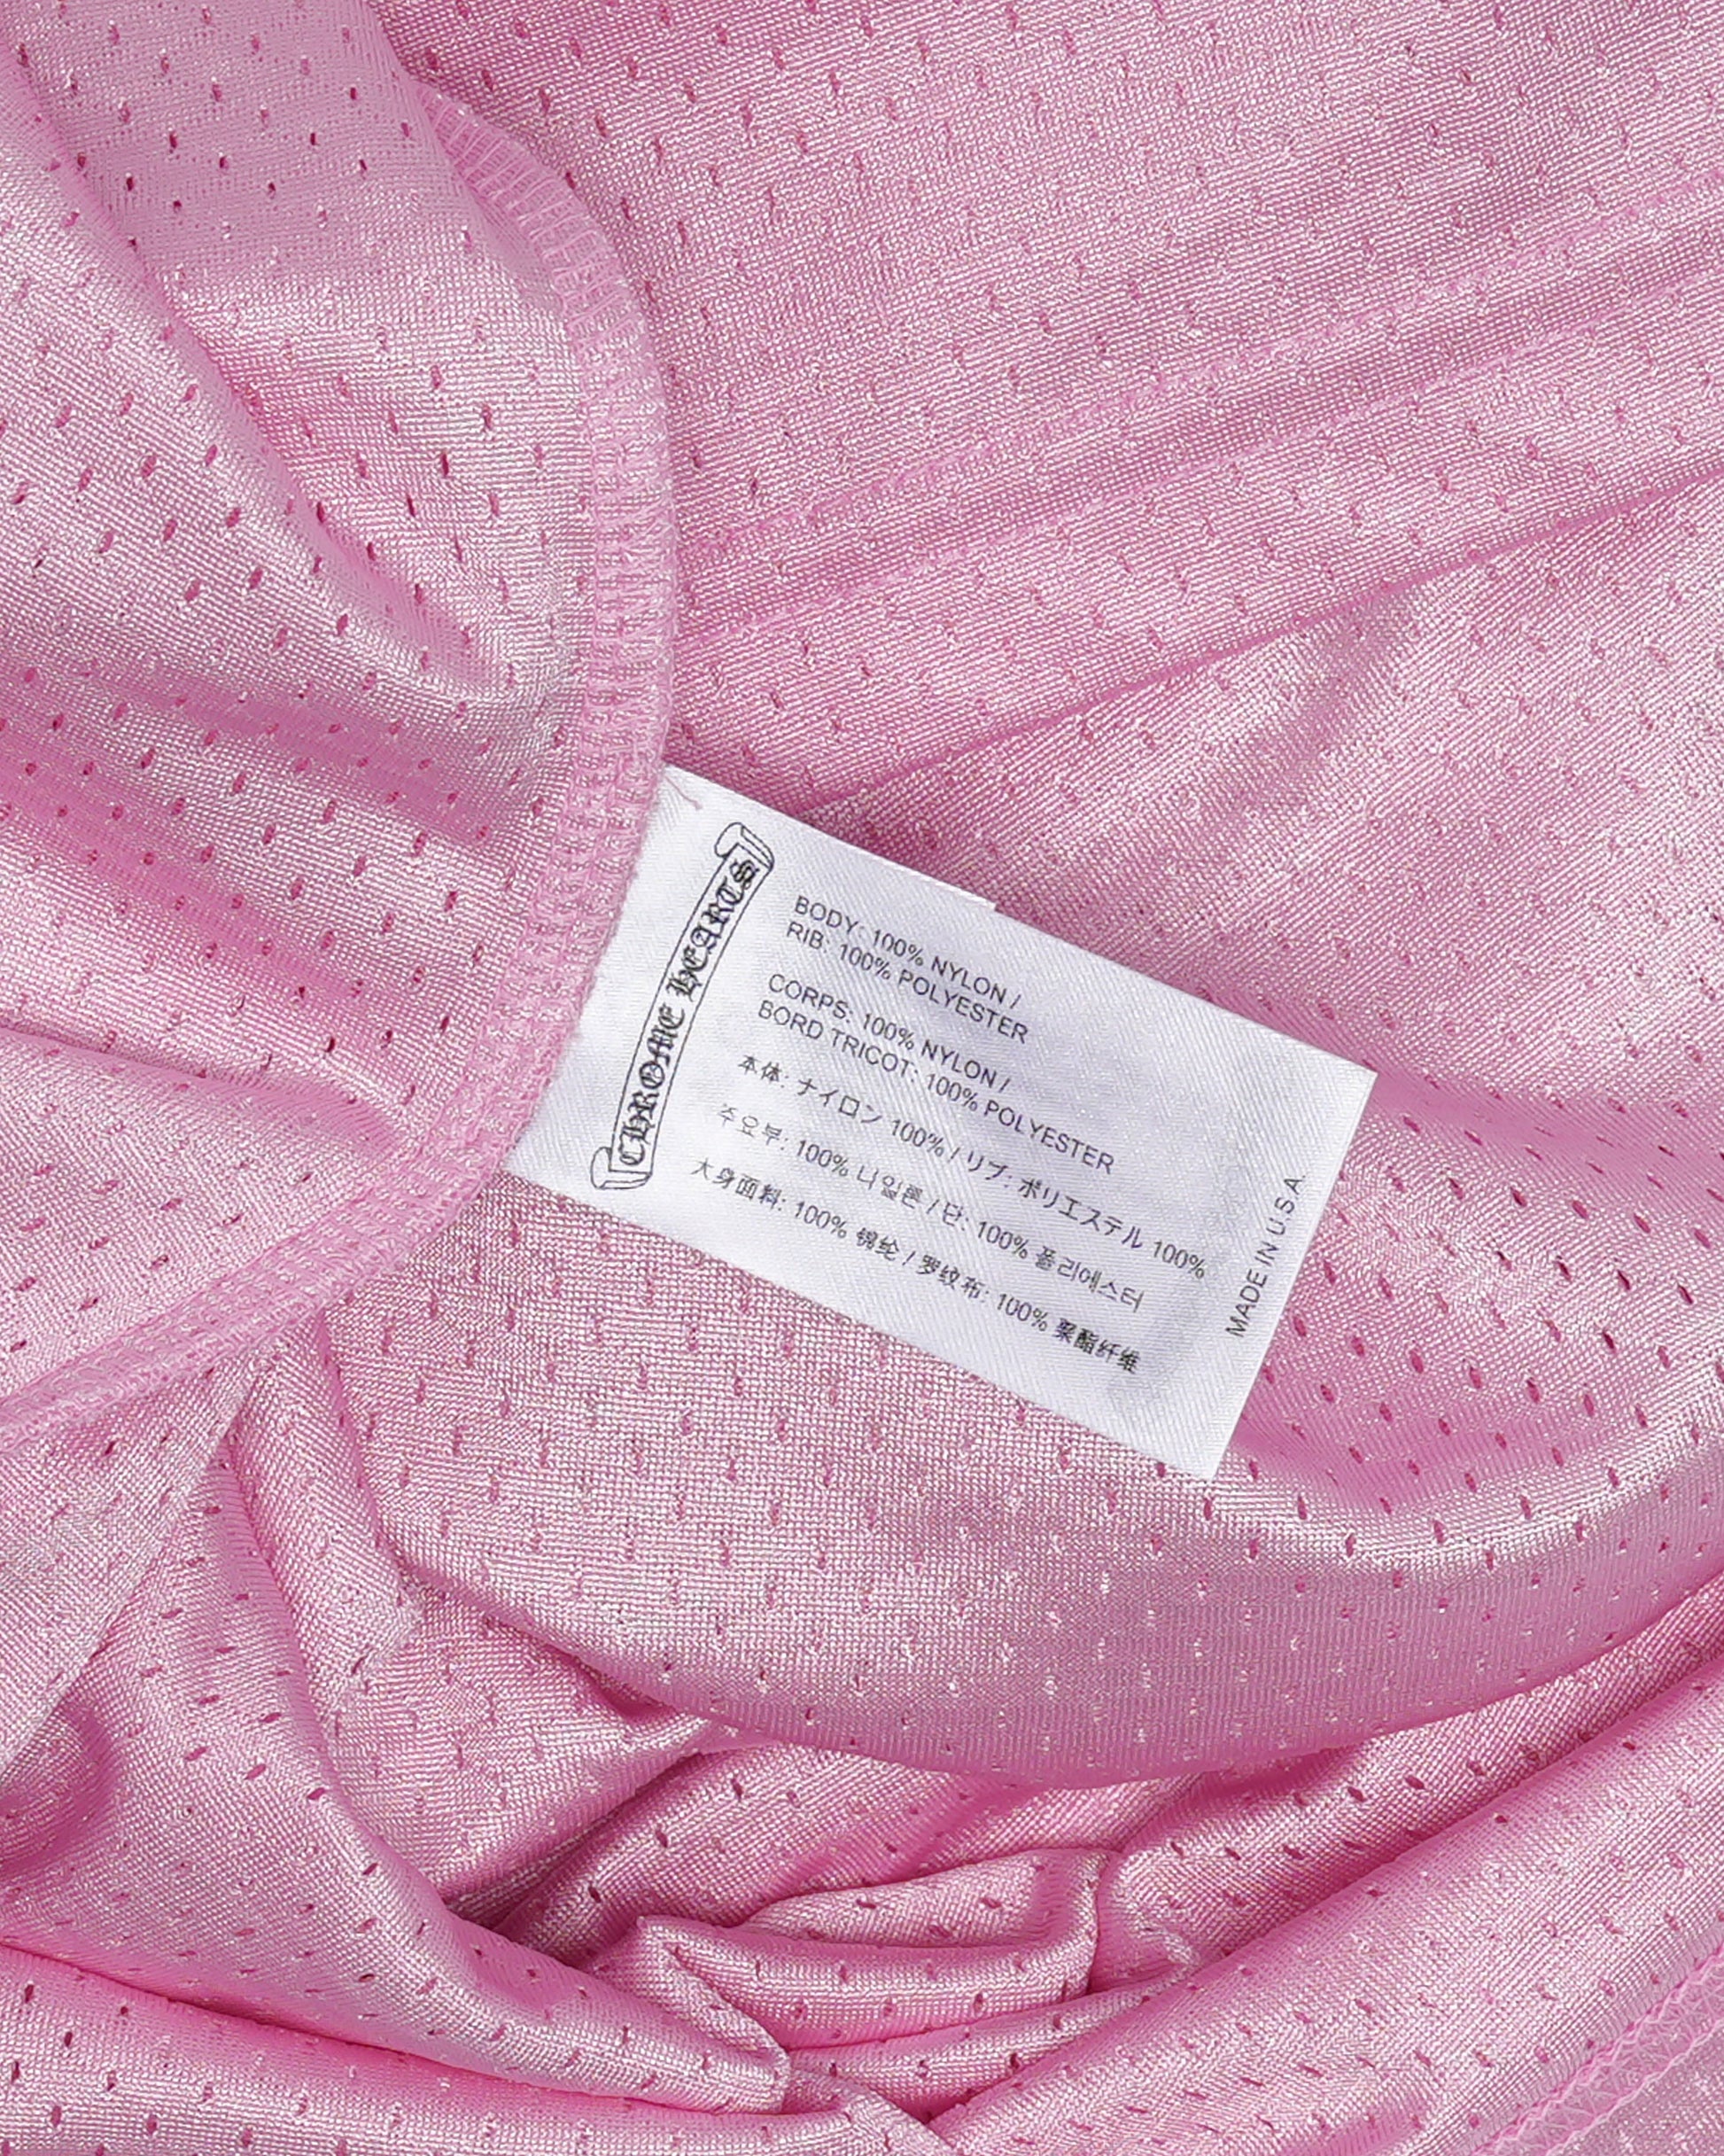 CHROME HEARTS
BODY: 100% NYLON /
RIB: 100% POLYESTER
CORPS: 100% NYLON /
BORD TRICOT: 100% POLYESTER
本体: ナイロン 100% / リブ: ポリエステル 100%
주요부: 100% 나일론 / 단: 100% 폴리에스터
大身面料: 100% 锦纶 / 罗纹布: 100% 聚酯纤维
MADE IN U.S.A.